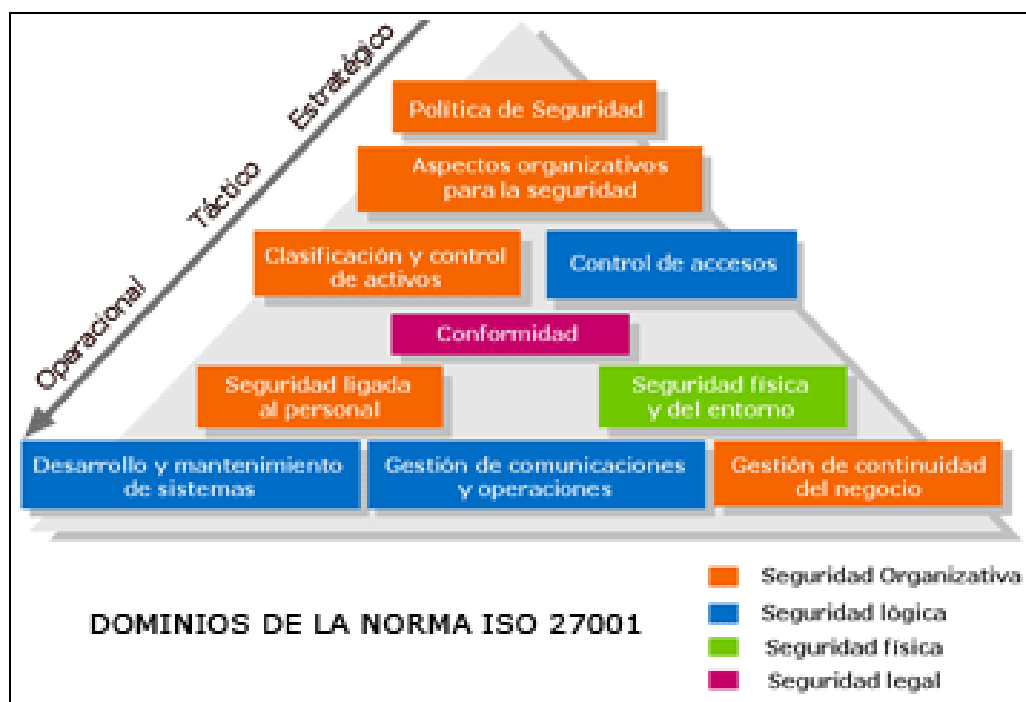 Estratégico
Táctico
Operacional
Política de Seguridad
Aspectos organizativos
para la seguridad
Clasificación y control
de activos
Control de accesos
Conformidad
Seguridad ligada
al personal
Seguridad física
y del entorno
Desarrollo y mantenimiento
de sistemas
Gestión de comunicaciones
y operaciones
Gestión de continuidad
del negocio
DOMINIOS DE LA NORMA ISO 27001
Seguridad Organizativa
Seguridad lógica
Seguridad física
Seguridad legal